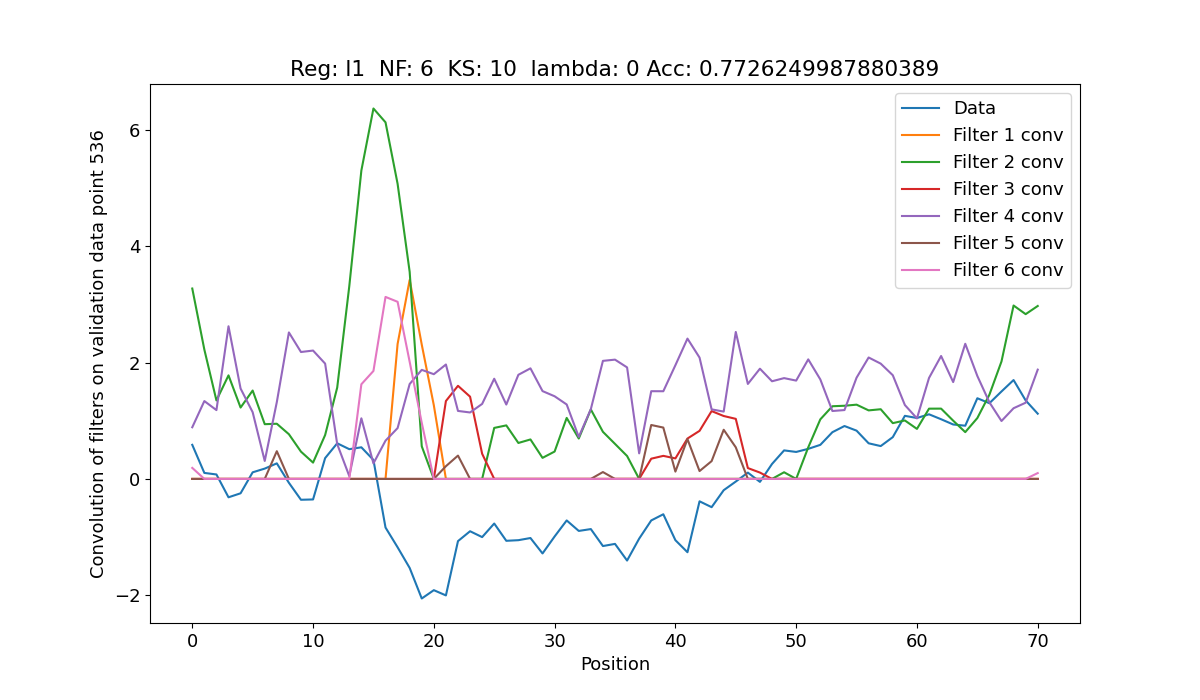 Reg: l1  NF: 6  KS: 10  lambda: 0 Acc: 0.7726249987880389
Convolution of filters on validation data point 536
6
4
2
0
−2
Data
Filter 1 conv
Filter 2 conv
Filter 3 conv
Filter 4 conv
Filter 5 conv
Filter 6 conv
0 10 20 30 40 50 60 70
Position